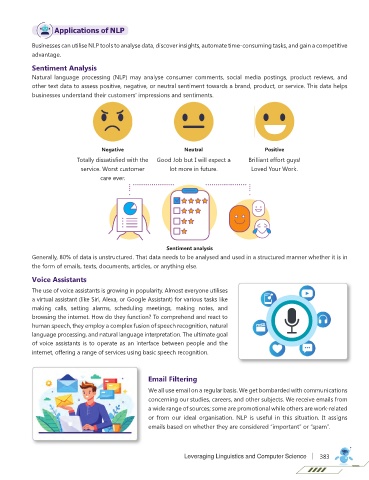 Applications of NLP
Businesses can utilise NLP tools to analyse data, discover insights, automate time-consuming tasks, and gain a competitive
advantage.
Sentiment Analysis
Natural language processing (NLP) may analyse consumer comments, social media postings, product reviews, and
other text data to assess positive, negative, or neutral sentiment towards a brand, product, or service. This data helps
businesses understand their customers' impressions and sentiments.
Negative Neutral Positive
Totally dissatisfied with the Good Job but I will expect a Brilliant effort guys!
service. Worst customer lot more in future. Loved Your Work.
care ever.
Sentiment analysis
Generally, 80% of data is unstructured. That data needs to be analysed and used in a structured manner whether it is in
the form of emails, texts, documents, articles, or anything else.
Voice Assistants
The use of voice assistants is growing in popularity. Almost everyone utilises
a virtual assistant (like Siri, Alexa, or Google Assistant) for various tasks like
making calls, setting alarms, scheduling meetings, making notes, and
browsing the internet. How do they function? To comprehend and react to
human speech, they employ a complex fusion of speech recognition, natural
language processing, and natural language interpretation. The ultimate goal
of voice assistants is to operate as an interface between people and the
internet, offering a range of services using basic speech recognition.
Email Filtering
We all use email on a regular basis. We get bombarded with communications
concerning our studies, careers, and other subjects. We receive emails from
a wide range of sources; some are promotional while others are work-related
or from our ideal organisation. NLP is useful in this situation. It assigns
emails based on whether they are considered "important" or "spam".
Leveraging Linguistics and Computer Science 383